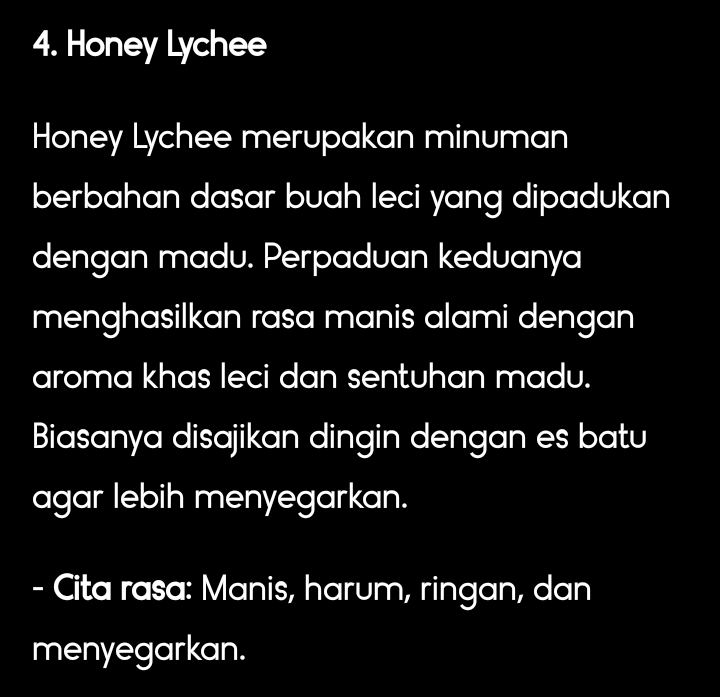 4. Honey Lychee
Honey Lychee merupakan minuman
berbahan dasar buah leci yang dipadukan
dengan madu. Perpaduan keduanya
menghasilkan rasa manis alami dengan
aroma khas leci dan sentuhan madu.
Biasanya disajikan dingin dengan es batu
agar lebih menyegarkan.
- Cita rasa: Manis, harum, ringan, dan
menyegarkan.